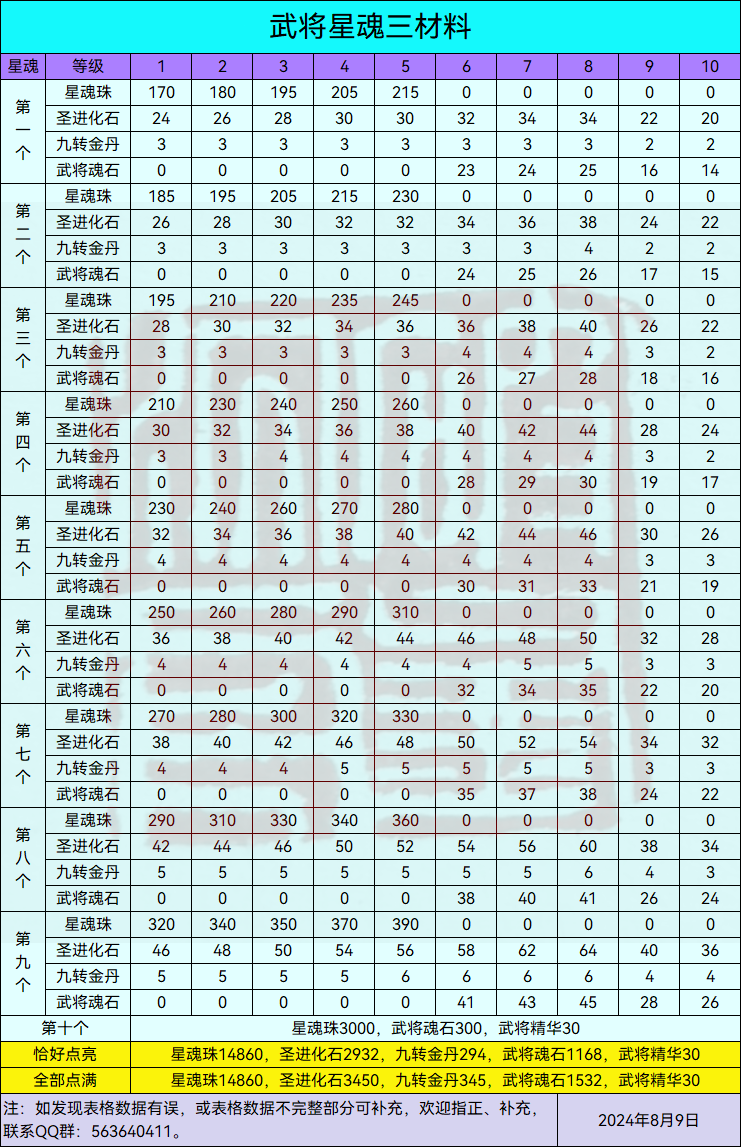 武将星魂三材料
星魂 等级 1 2 3 4 5 6 7 8 9 10
第一个
星魂珠 170 180 195 205 215 0 0 0 0 0
圣进化石 24 26 28 30 30 32 34 34 22 20
九转金丹 3 3 3 3 3 3 3 3 2 2
武将魂石 0 0 0 0 0 23 24 25 16 14
第二个
星魂珠 185 195 205 215 230 0 0 0 0 0
圣进化石 26 28 30 32 32 34 36 38 24 22
九转金丹 3 3 3 3 3 3 3 4 2 2
武将魂石 0 0 0 0 0 24 25 26 17 15
第三个
星魂珠 195 210 220 235 245 0 0 0 0 0
圣进化石 28 30 32 34 36 36 38 40 26 22
九转金丹 3 3 3 3 3 4 4 4 3 2
武将魂石 0 0 0 0 0 26 27 28 18 16
第四个
星魂珠 210 230 240 250 260 0 0 0 0 0
圣进化石 30 32 34 36 38 40 42 44 28 24
九转金丹 3 3 4 4 4 4 4 4 3 2
武将魂石 0 0 0 0 0 28 29 30 19 17
第五个
星魂珠 230 240 260 270 280 0 0 0 0 0
圣进化石 32 34 36 38 40 42 44 46 30 26
九转金丹 4 4 4 4 4 4 4 4 3 3
武将魂石 0 0 0 0 0 30 31 33 21 19
第六个
星魂珠 250 260 280 290 310 0 0 0 0 0
圣进化石 36 38 40 42 44 46 48 50 32 28
九转金丹 4 4 4 4 4 4 5 5 3 3
武将魂石 0 0 0 0 0 32 34 35 22 20
第七个
星魂珠 270 280 300 320 330 0 0 0 0 0
圣进化石 38 40 42 46 48 50 52 54 34 32
九转金丹 4 4 4 5 5 5 5 5 3 3
武将魂石 0 0 0 0 0 35 37 38 24 22
第八个
星魂珠 290 310 330 340 360 0 0 0 0 0
圣进化石 42 44 46 50 52 54 56 60 38 34
九转金丹 5 5 5 5 5 5 5 6 4 3
武将魂石 0 0 0 0 0 38 40 41 26 24
第九个
星魂珠 320 340 350 370 390 0 0 0 0 0
圣进化石 46 48 50 54 56 58 62 64 40 36
九转金丹 5 5 5 5 6 6 6 6 4 4
武将魂石 0 0 0 0 0 41 43 45 28 26
第十个 星魂珠3000，武将魂石300，武将精华30
恰好点亮 星魂珠14860，圣进化石2932，九转金丹294，武将魂石1168，武将精华30
全部点满 星魂珠14860，圣进化石3450，九转金丹345，武将魂石1532，武将精华30
注：如发现表格数据有误，或表格数据不完整部分可补充，欢迎指正、补充，
联系QQ群：563640411。
2024年8月9日